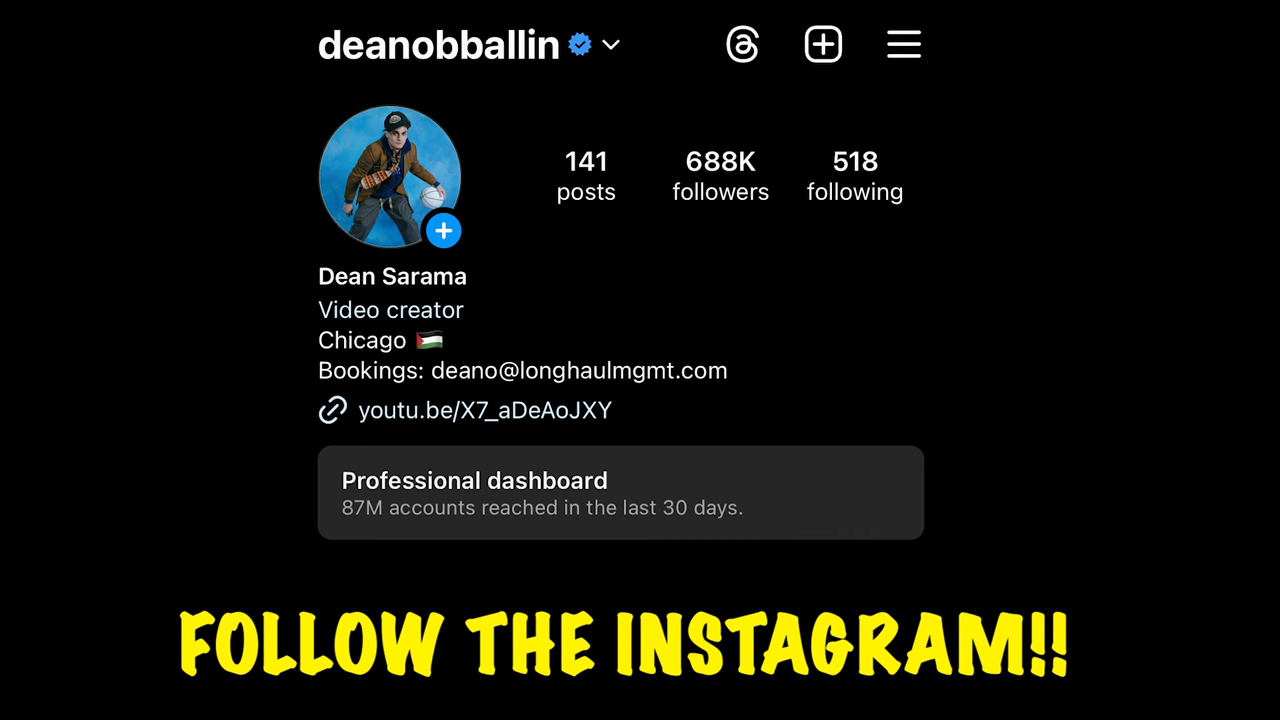 deanobballin
141 688K 518
posts followers following
Dean Sarama
Video creator
Chicago 🇵🇸
Bookings: deano@longhaulmgmt.com
youtu.be/X7_aDeAoJXY
Professional dashboard
87M accounts reached in the last 30 days.
FOLLOW THE INSTAGRAM!!